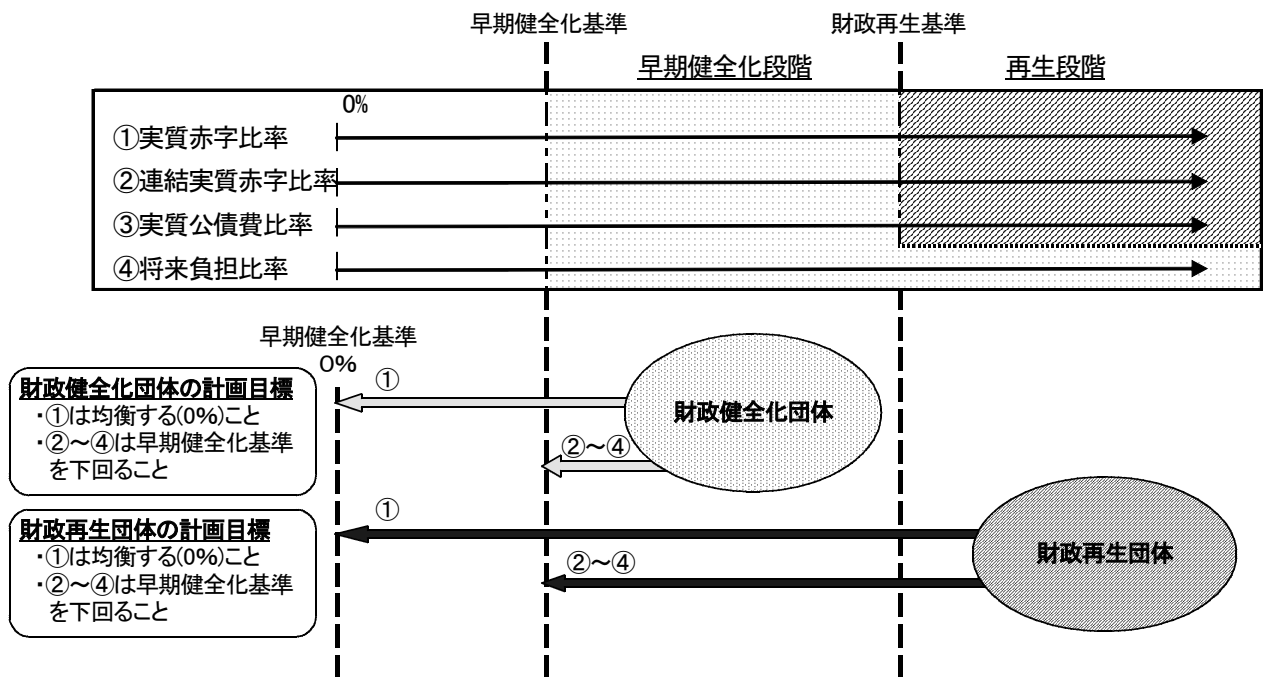 早期健全化基準
財政再生基準
早期健全化段階
再生段階
0%
①実質赤字比率
②連結実質赤字比率
③実質公債費比率
④将来負担比率
早期健全化基準
0%
財政健全化団体の計画目標
・①は均衡する(0%)こと
・②～④は早期健全化基準
を下回ること
①
②～④
財政健全化団体
財政再生団体の計画目標
・①は均衡する(0%)こと
・②～④は早期健全化基準
を下回ること
①
②～④
財政再生団体